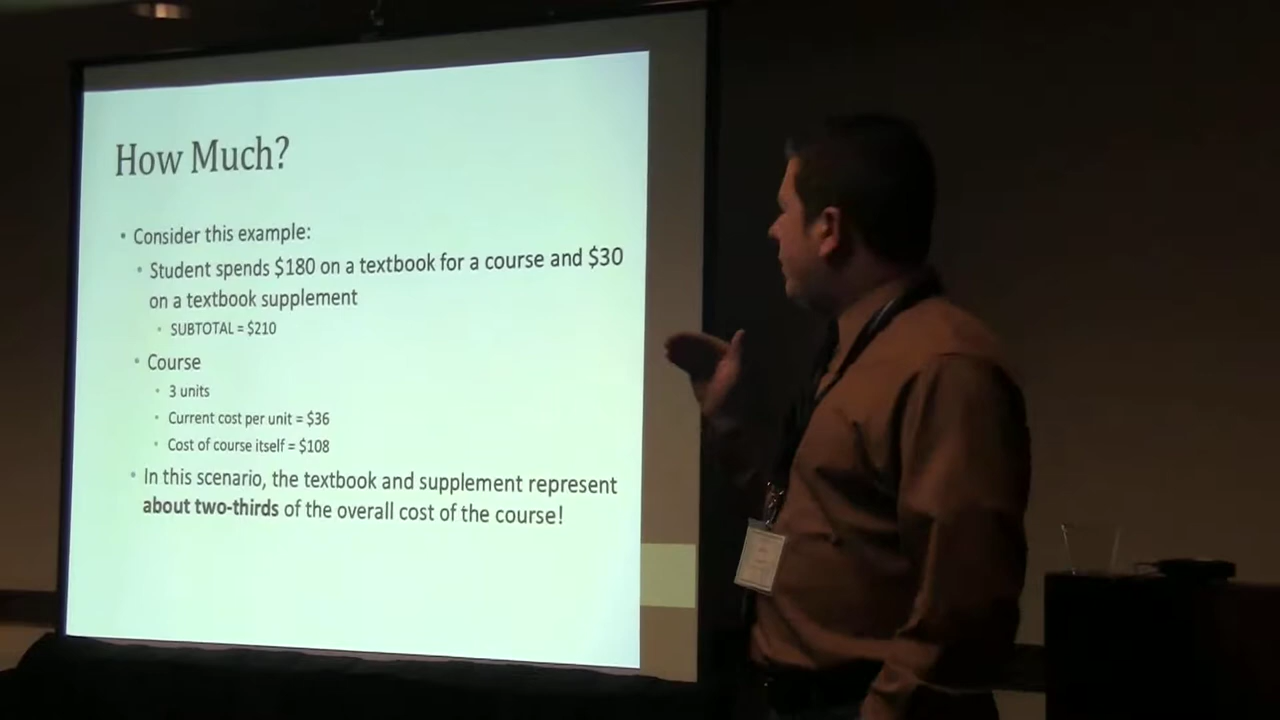 How Much?
• Consider this example:
• Student spends $180 on a textbook for a course and $30
on a textbook supplement
• SUBTOTAL = $210
• Course
• 3 units
• Current cost per unit = $36
• Cost of course itself = $108
• In this scenario, the textbook and supplement represent
about two-thirds of the overall cost of the course!